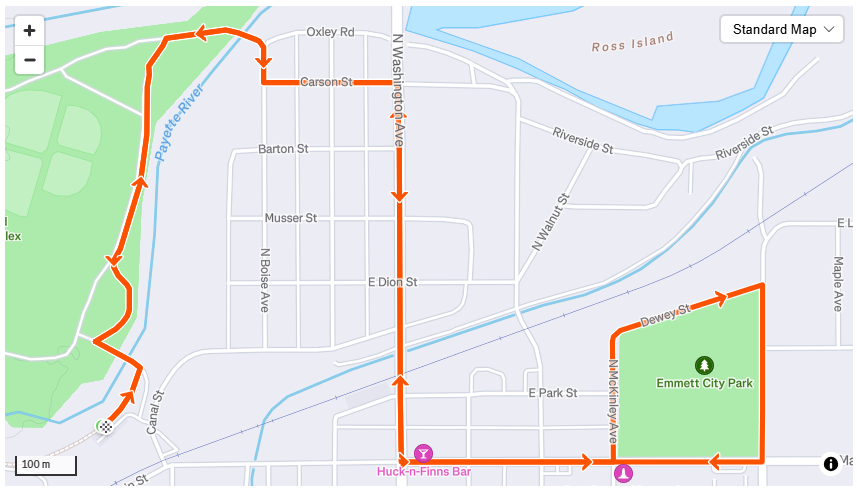 +
Standard Map
−
Oxley Rd
Ross Island
N Washington Ave
Carson St
Payette River
Riverside St
Riverside St
Barton St
Musser St
N Walnut St
lex
E L
N Boise Ave
E Dion St
Maple Ave
Dewey St
Emmett City Park
E Park St
N McKinley Ave
Canal St
Huck-n-Finns Bar
100 m
in St
Ma
i